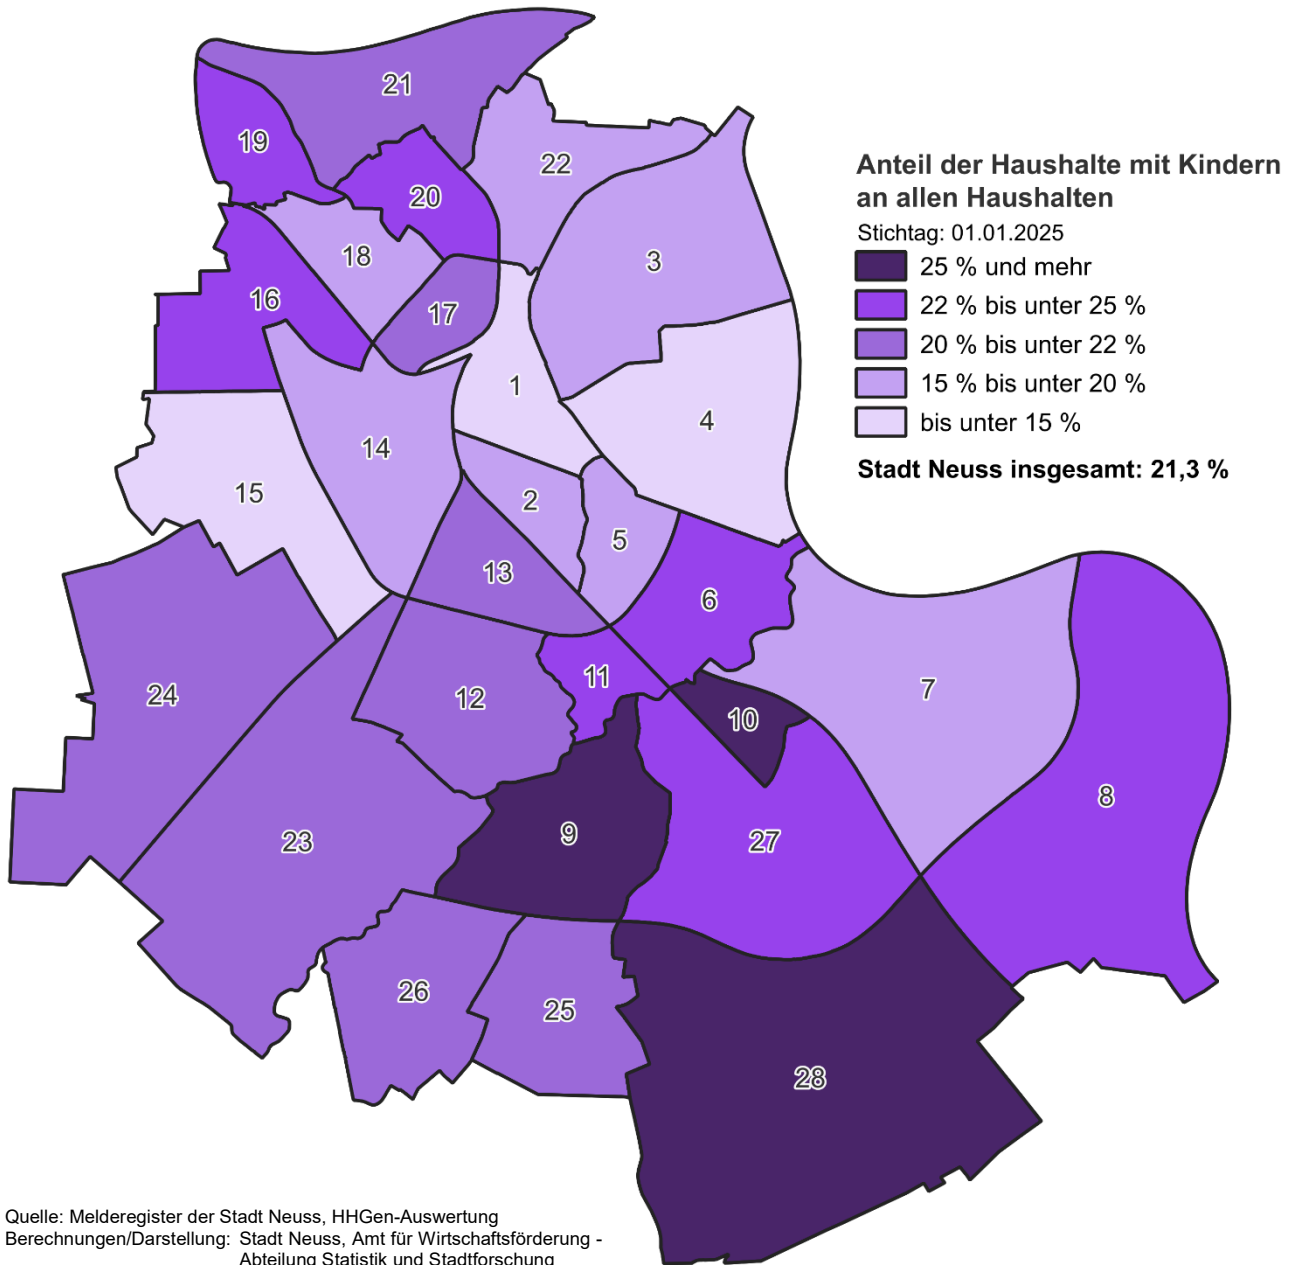 21
19
22
20
18
3
16
17
1
4
14
15
2
5
13
6
11
7
24
12
10
8
9
27
23
26
25
28
Anteil der Haushalte mit Kindern
an allen Haushalten
Stichtag: 01.01.2025
25 % und mehr
22 % bis unter 25 %
20 % bis unter 22 %
15 % bis unter 20 %
bis unter 15 %
Stadt Neuss insgesamt: 21,3 %
Quelle: Melderegister der Stadt Neuss, HHGen-Auswertung
Berechnungen/Darstellung: Stadt Neuss, Amt für Wirtschaftsförderung -
Abteilung Statistik und Stadtforschung